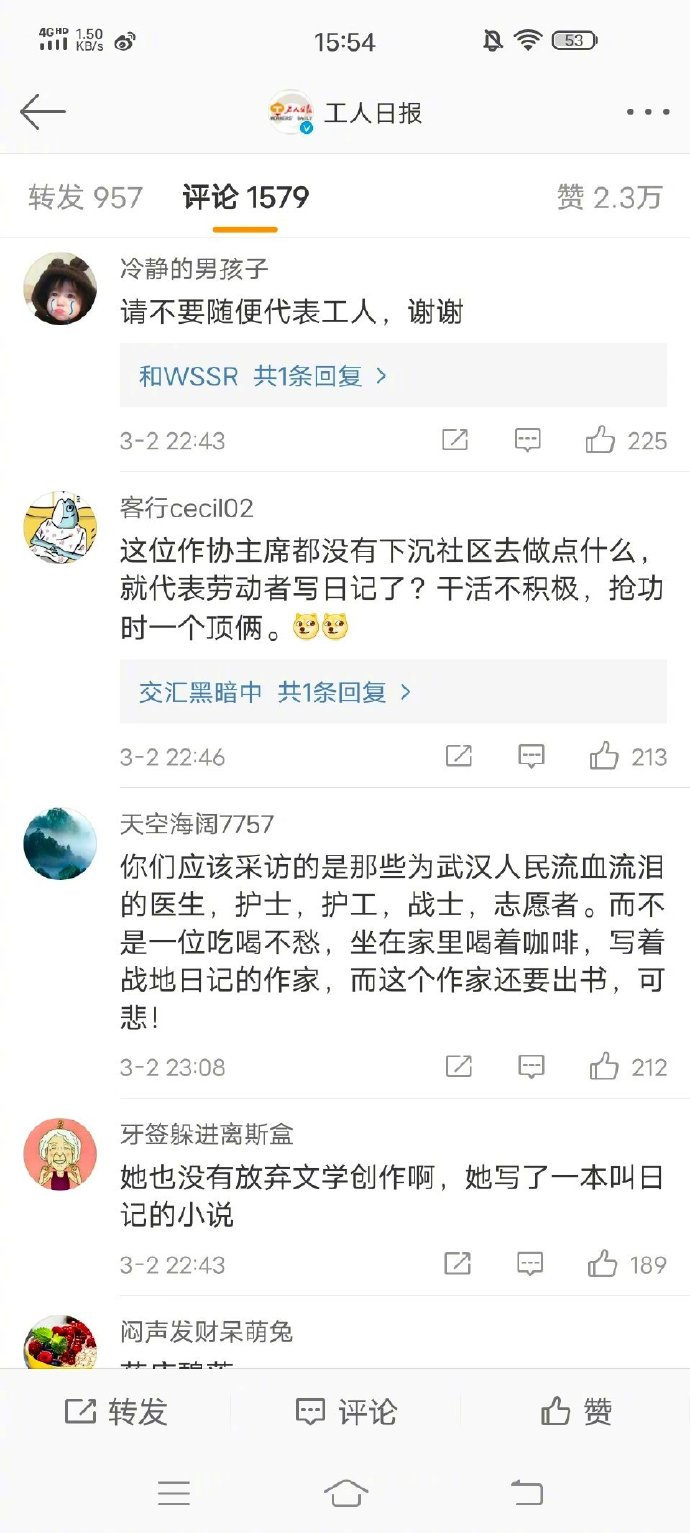 4GHD 1.50 KB/s 15:54 53
工人日报
转发 957 评论 1579 赞 2.3万
冷静的男孩子
请不要随便代表工人，谢谢
和WSSR 共1条回复 >
3-2 22:43 225
客行cecil02
这位作协主席都没有下沉社区去做点什么，
就代表劳动者写日记了？干活不积极，抢功
时一个顶俩。
交汇黑暗中 共1条回复 >
3-2 22:46 213
天空海阔7757
你们应该采访的是那些为武汉人民流血流泪
的医生，护士，护工，战士，志愿者。而不
是一位吃喝不愁，坐在家里喝着咖啡，写着
战地日记的作家，而这个作家还要出书，可
悲！
3-2 23:08 212
牙签躲进离斯盒
她也没有放弃文学创作啊，她写了一本叫日
记的小说
3-2 22:43 189
闷声发财呆萌兔
转发 评论 赞